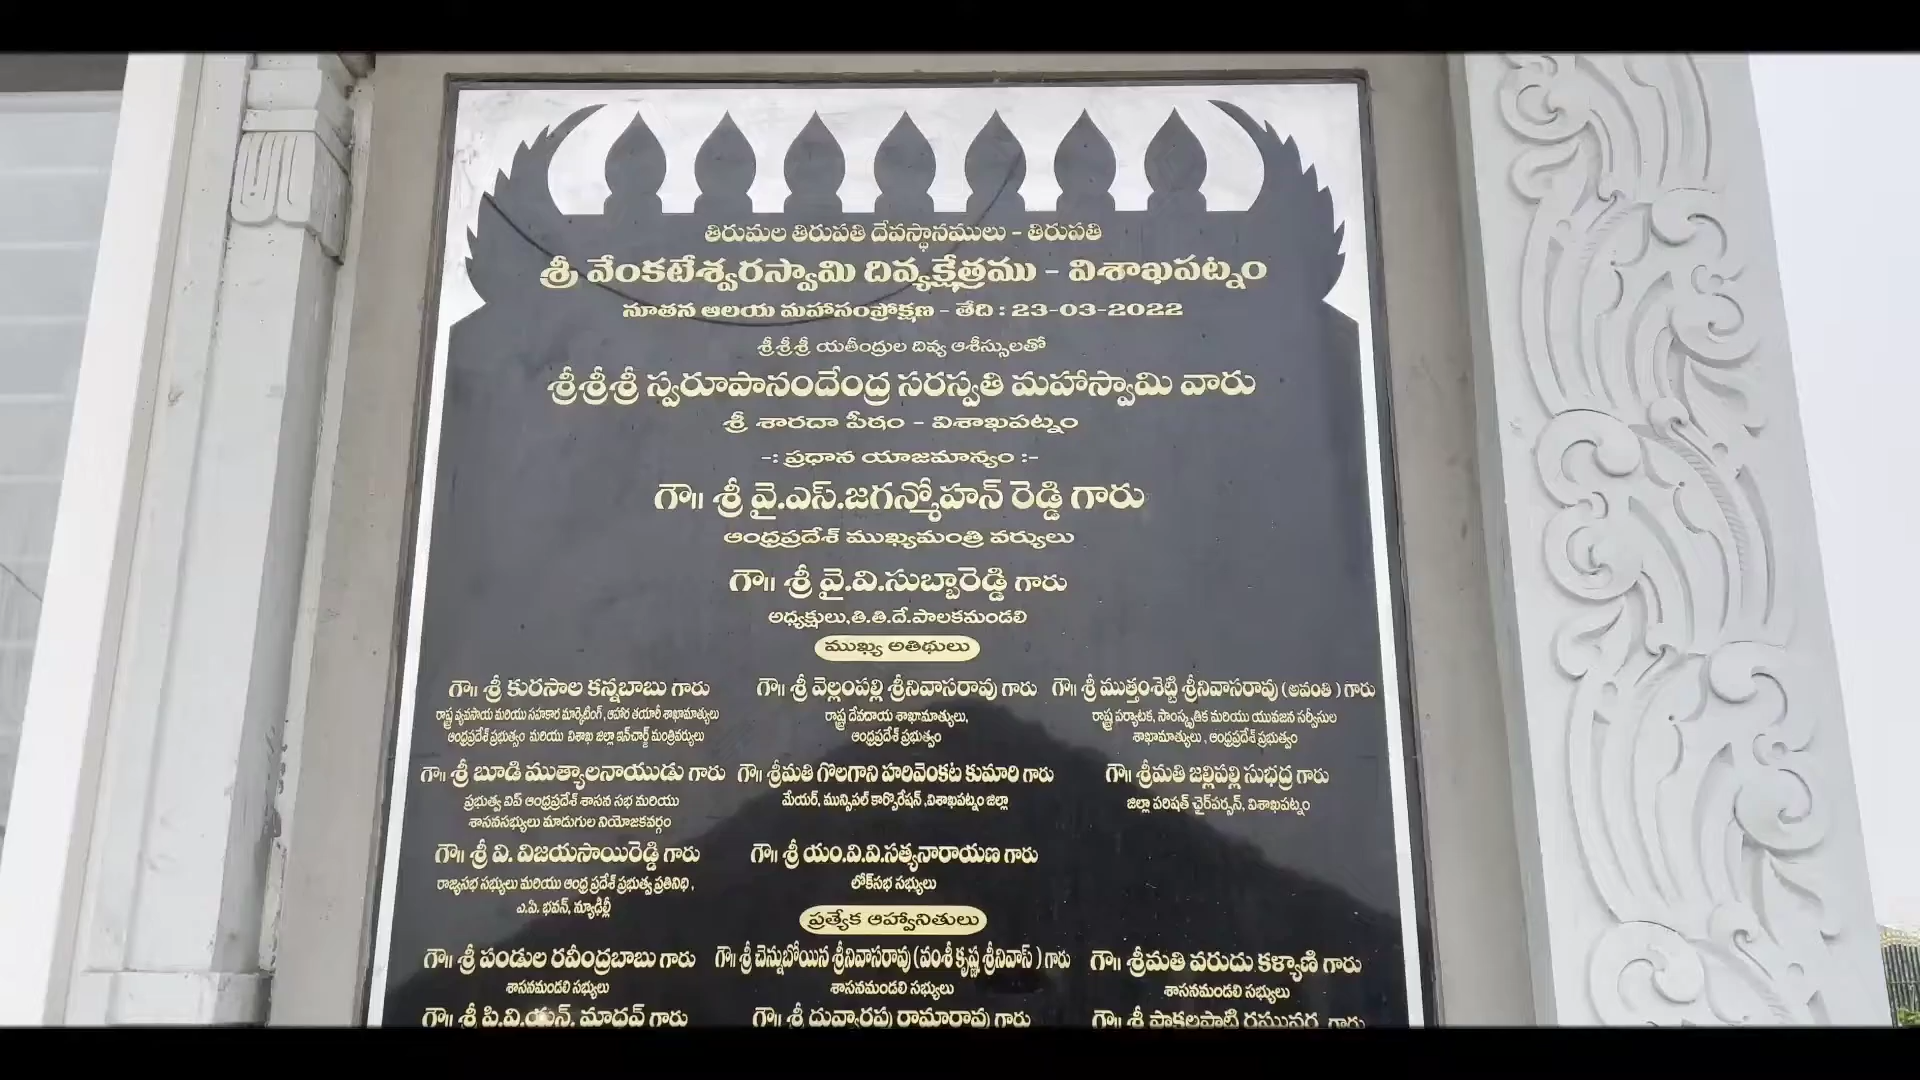 తిరుమల తిరుపతి దేవస్థానములు - తిరుపతి
శ్రీ వేంకటేశ్వరస్వామి దివ్యక్షేత్రము - విశాఖపట్నం
నూతన ఆలయ మహాసంప్రోక్షణ - తేది : 23-03-2022
శ్రీశ్రీశ్రీ యతీంద్రుల దివ్య ఆశీస్సులతో
శ్రీశ్రీశ్రీ స్వరూపానందేంద్ర సరస్వతి మహాస్వామి వారు
శ్రీ శారదా పీఠం - విశాఖపట్నం
-: ప్రధాన యాజమాన్యం :-
గౌ॥ శ్రీ వై.ఎస్.జగన్మోహన్ రెడ్డి గారు
ఆంధ్రప్రదేశ్ ముఖ్యమంత్రి వర్యులు
గౌ॥ శ్రీ వై.వి.సుబ్బారెడ్డి గారు
అధ్యక్షులు,తి.తి.దే.పాలకమండలి
ముఖ్య అతిథులు
గౌ॥ శ్రీ కురసాల కన్నబాబు గారు
రాష్ట్ర వ్యవసాయ మరియు సహకార మార్కెటింగ్, ఆహార తయారీ శాఖామాత్యులు
ఆంధ్రప్రదేశ్ ప్రభుత్వం మరియు విశాఖ జిల్లా ఇన్‌చార్జ్ మంత్రివర్యులు
గౌ॥ శ్రీ వెల్లంపల్లి శ్రీనివాసరావు గారు
రాష్ట్ర దేవదాయ శాఖామాత్యులు,
ఆంధ్రప్రదేశ్ ప్రభుత్వం
గౌ॥ శ్రీ ముత్తంశెట్టి శ్రీనివాసరావు (అవంతి) గారు
రాష్ట్ర పర్యాటక, సాంస్కృతిక మరియు యువజన సర్వీసుల
శాఖామాత్యులు, ఆంధ్రప్రదేశ్ ప్రభుత్వం
గౌ॥ శ్రీ బూడి ముత్యాలనాయుడు గారు
ప్రభుత్వ విప్ ఆంధ్రప్రదేశ్ శాసన సభ మరియు
శాసనసభ్యులు మాడుగుల నియోజకవర్గం
గౌ॥ శ్రీమతి గొలగాని హరివెంకట కుమారి గారు
మేయర్, మున్సిపల్ కార్పొరేషన్ ,విశాఖపట్నం జిల్లా
గౌ॥ శ్రీమతి జల్లిపల్లి సుభద్ర గారు
జిల్లా పరిషత్ ఛైర్‌పర్సన్, విశాఖపట్నం
గౌ॥ శ్రీ వి. విజయసాయిరెడ్డి గారు
రాజ్యసభ సభ్యులు మరియు ఆంధ్ర ప్రదేశ్ ప్రభుత్వ ప్రతినిధి ,
ఎ.పి. భవన్, న్యూఢిల్లీ
గౌ॥ శ్రీ యం.వి.వి.సత్యనారాయణ గారు
లోక్‌సభ సభ్యులు
ప్రత్యేక ఆహ్వానితులు
గౌ॥ శ్రీ పండుల రవీంద్రబాబు గారు
శాసనమండలి సభ్యులు
గౌ॥ శ్రీ చెన్నుబోయిన శ్రీనివాసరావు (వంశీ కృష్ణ శ్రీనివాస్) గారు
శాసనమండలి సభ్యులు
గౌ॥ శ్రీమతి వరుదు కళ్యాణి గారు
శాసనమండలి సభ్యులు
గౌ॥ శ్రీ పి.వి.యన్. మాధవ్ గారు
గౌ॥ శ్రీ దువ్వారపు రామారావు గారు
గౌ॥ శ్రీ పాకలపాటి రఘువర్మ గారు